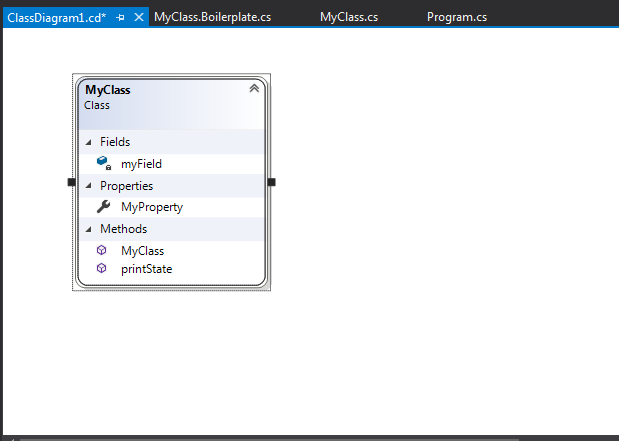 ClassDiagram1.cd* MyClass.Boilerplate.cs MyClass.cs Program.cs
MyClass
Class
Fields
myField
Properties
MyProperty
Methods
MyClass
printState